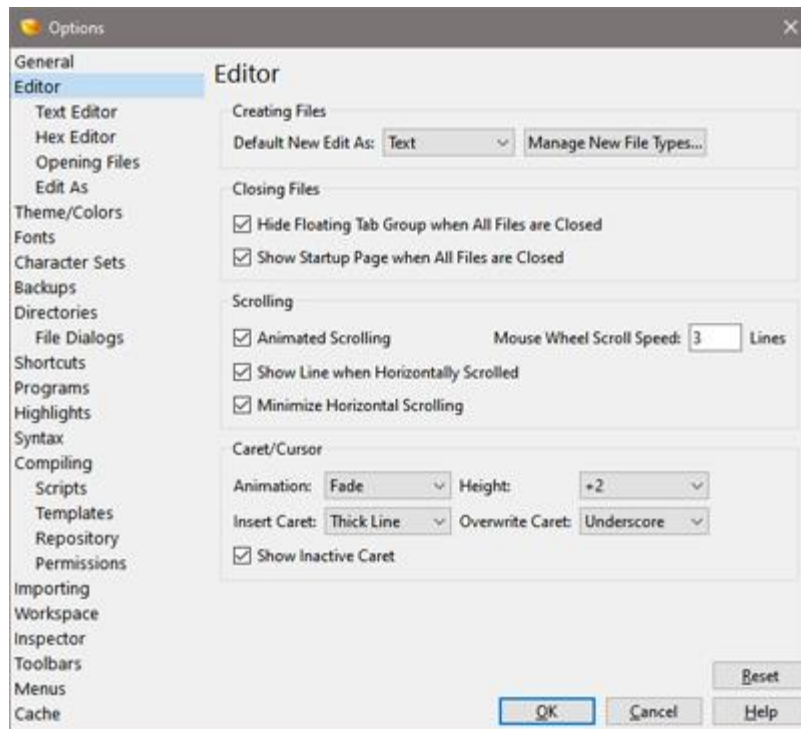 Options
General
Editor
Text Editor
Hex Editor
Opening Files
Edit As
Theme/Colors
Fonts
Character Sets
Backups
Directories
File Dialogs
Shortcuts
Programs
Highlights
Syntax
Compiling
Scripts
Templates
Repository
Permissions
Importing
Workspace
Inspector
Toolbars
Menus
Cache
Editor
Creating Files
Default New Edit As: Text Manage New File Types...
Closing Files
Hide Floating Tab Group when All Files are Closed
Show Startup Page when All Files are Closed
Scrolling
Animated Scrolling Mouse Wheel Scroll Speed: 3 Lines
Show Line when Horizontally Scrolled
Minimize Horizontal Scrolling
Caret/Cursor
Animation: Fade Height: +2
Insert Caret: Thick Line Overwrite Caret: Underscore
Show Inactive Caret
Reset
OK Cancel Help